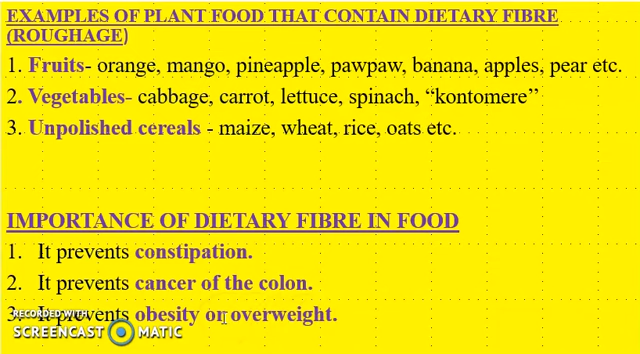 EXAMPLES OF PLANT FOOD THAT CONTAIN DIETARY FIBRE
(ROUGHAGE)
1. Fruits- orange, mango, pineapple, pawpaw, banana, apples, pear etc.
2. Vegetables- cabbage, carrot, lettuce, spinach, “kontomere”
3. Unpolished cereals - maize, wheat, rice, oats etc.
IMPORTANCE OF DIETARY FIBRE IN FOOD
1. It prevents constipation.
2. It prevents cancer of the colon.
3. It prevents obesity or overweight.
RECORDED WITH
SCREENCAST MATIC